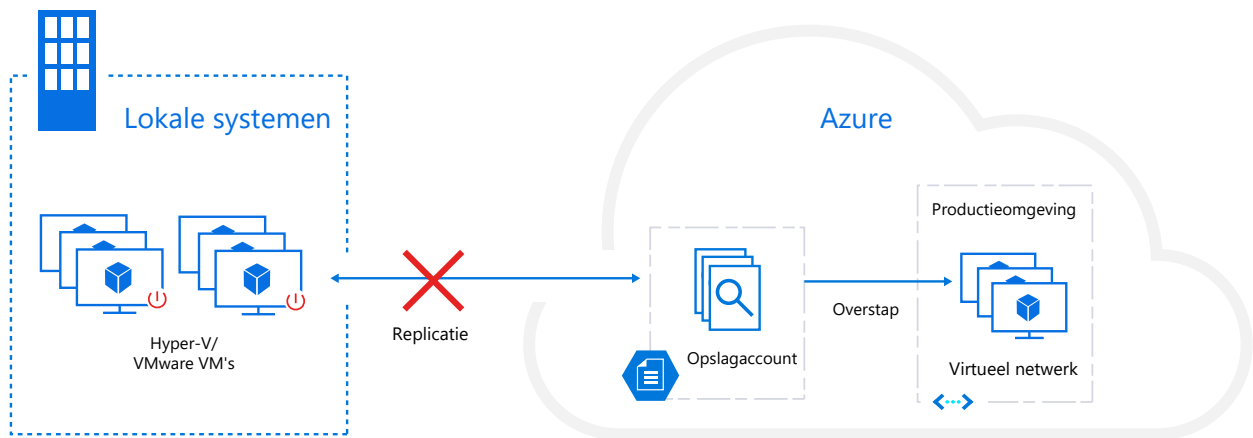 Lokale systemen
Azure
Productieomgeving
Replicatie
Overstap
Hyper-V/
VMware VM's
Opslagaccount
Virtueel netwerk